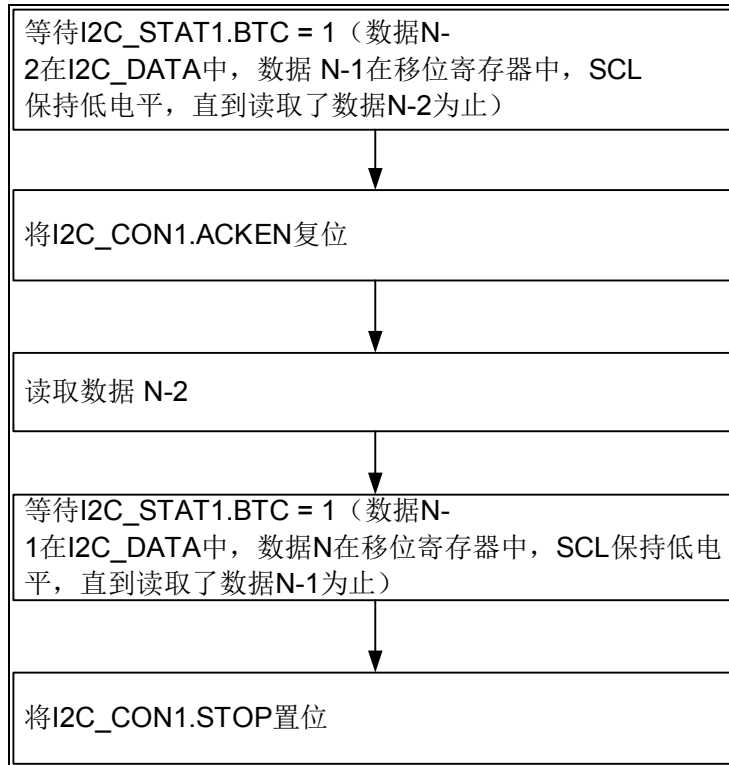 等待I2C_STAT1.BTC = 1（数据N-
2在I2C_DATA中，数据 N-1在移位寄存器中，SCL
保持低电平，直到读取了数据N-2为止）
将I2C_CON1.ACKEN复位
读取数据 N-2
等待I2C_STAT1.BTC = 1（数据N-
1在I2C_DATA中，数据N在移位寄存器中，SCL保持低电
平，直到读取了数据N-1为止）
将I2C_CON1.STOP置位